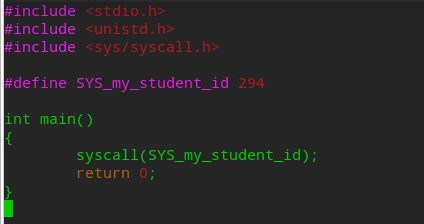 #include <stdio.h>
#include <unistd.h>
#include <sys/syscall.h>
#define SYS_my_student_id 294
int main()
{
        syscall(SYS_my_student_id);
        return 0;
}